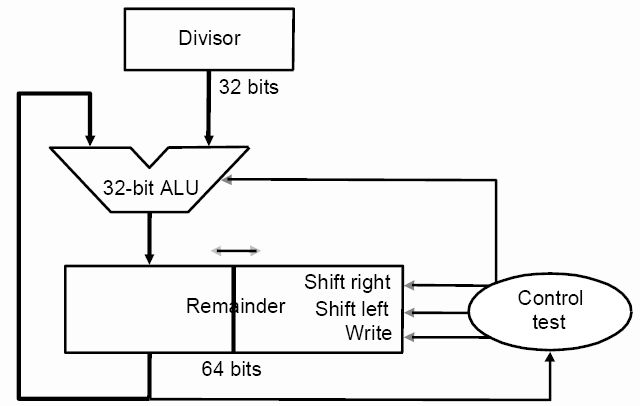 Divisor
32 bits
32-bit ALU
Shift right
Remainder
Shift left
Write
Control
test
64 bits